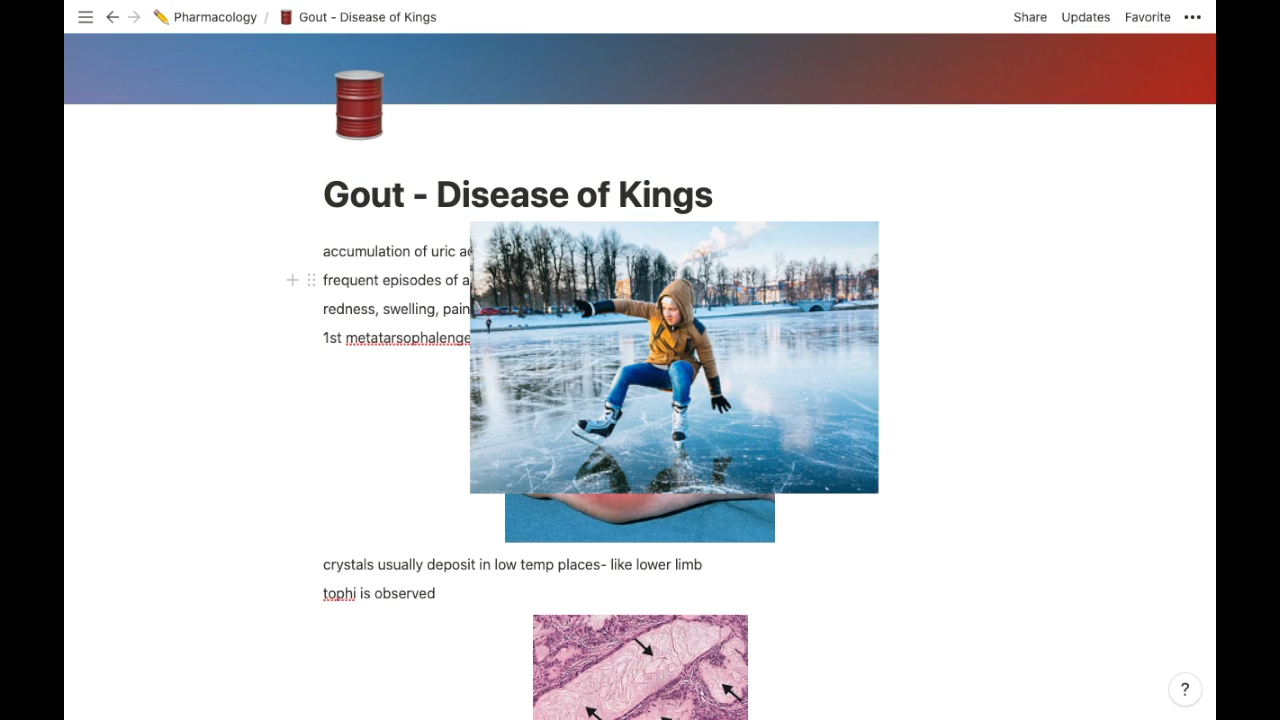 Pharmacology / Gout - Disease of Kings
Share Updates Favorite
Gout - Disease of Kings
accumulation of uric
frequent episodes of
redness, swelling, pain
1st metatarsophalenge
crystals usually deposit in low temp places- like lower limb
tophi is observed
?